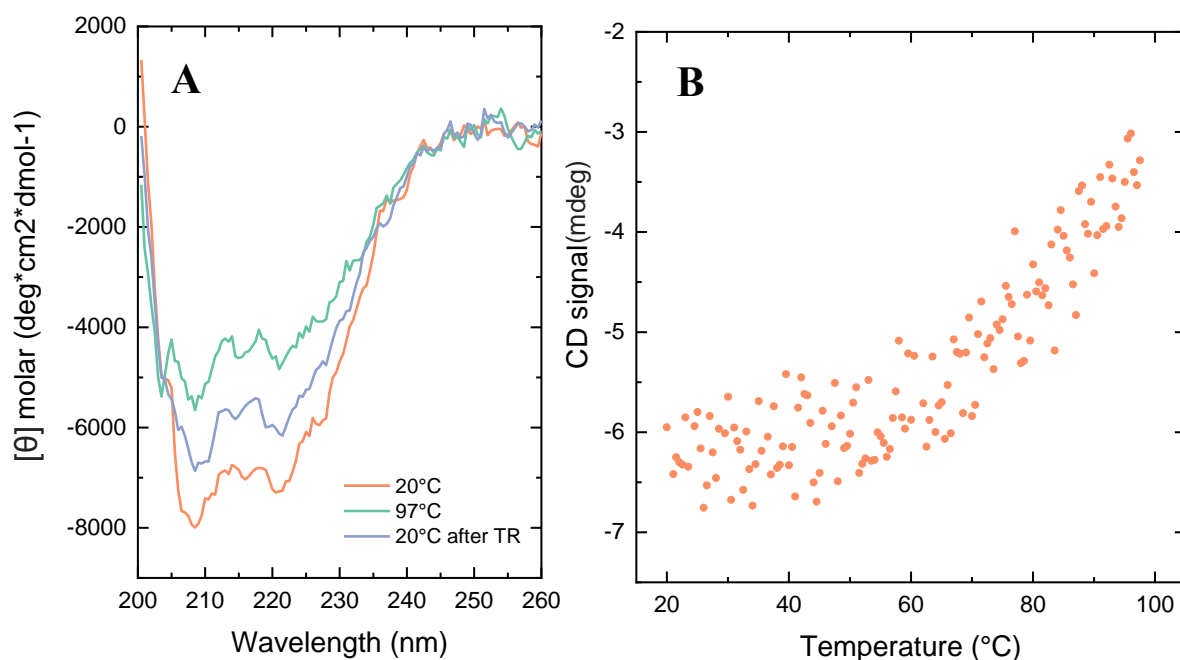 A
[θ] molar (deg*cm2*dmol-1)
2000
0
-2000
-4000
-6000
-8000
20°C
97°C
20°C after TR
200 210 220 230 240 250 260
Wavelength (nm)
B
CD signal(mdeg)
-2
-3
-4
-5
-6
-7
20 40 60 80 100
Temperature (°C)